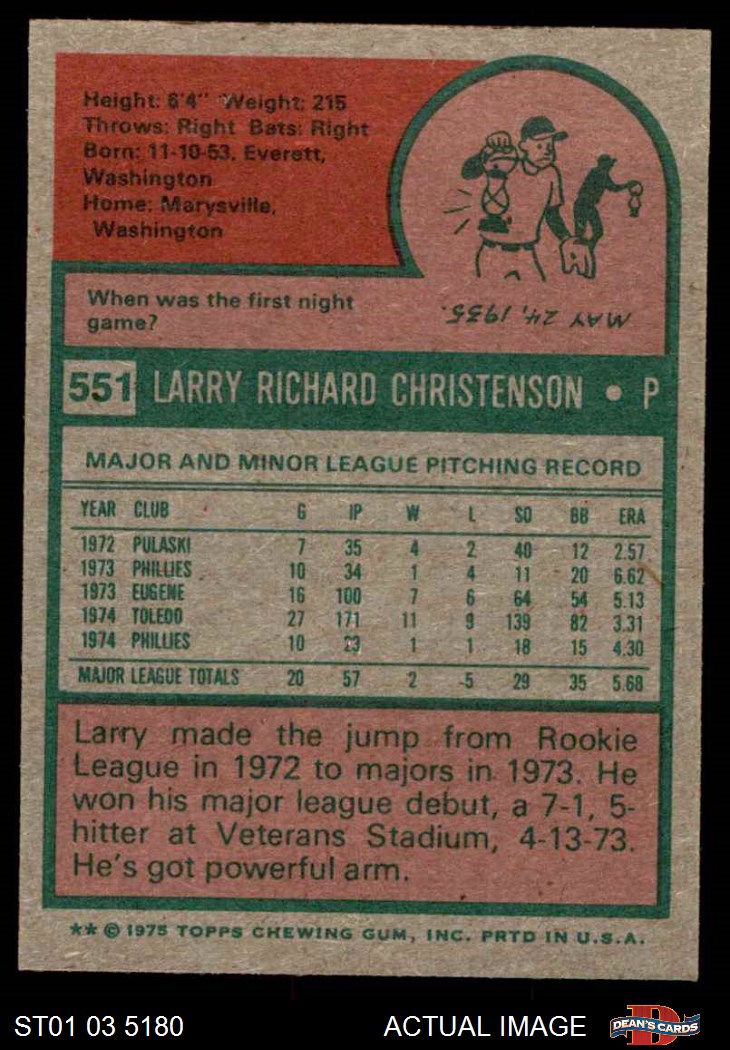 Height: 6'4" Weight: 215
Throws: Right Bats: Right
Born: 11-10-53, Everett,
Washington
Home: Marysville,
Washington
When was the first night
game?
MAY 24, 1935.
551 LARRY RICHARD CHRISTENSON • P
MAJOR AND MINOR LEAGUE PITCHING RECORD
YEAR CLUB G IP W L SO BB ERA
1972 PULASKI 7 35 4 2 40 12 2.57
1973 PHILLIES 10 34 1 4 11 20 6.62
1973 EUGENE 16 100 7 6 64 54 5.13
1974 TOLEDO 27 171 11 9 139 82 3.31
1974 PHILLIES 10 23 1 1 18 15 4.30
MAJOR LEAGUE TOTALS 20 57 2 5 29 35 5.68
Larry made the jump from Rookie
League in 1972 to majors in 1973. He
won his major league debut, a 7-1, 5-
hitter at Veterans Stadium, 4-13-73.
He's got powerful arm.
** © 1975 TOPPS CHEWING GUM, INC. PRTD IN U.S.A.
ST01 03 5180 ACTUAL IMAGE DEAN'S CARDS